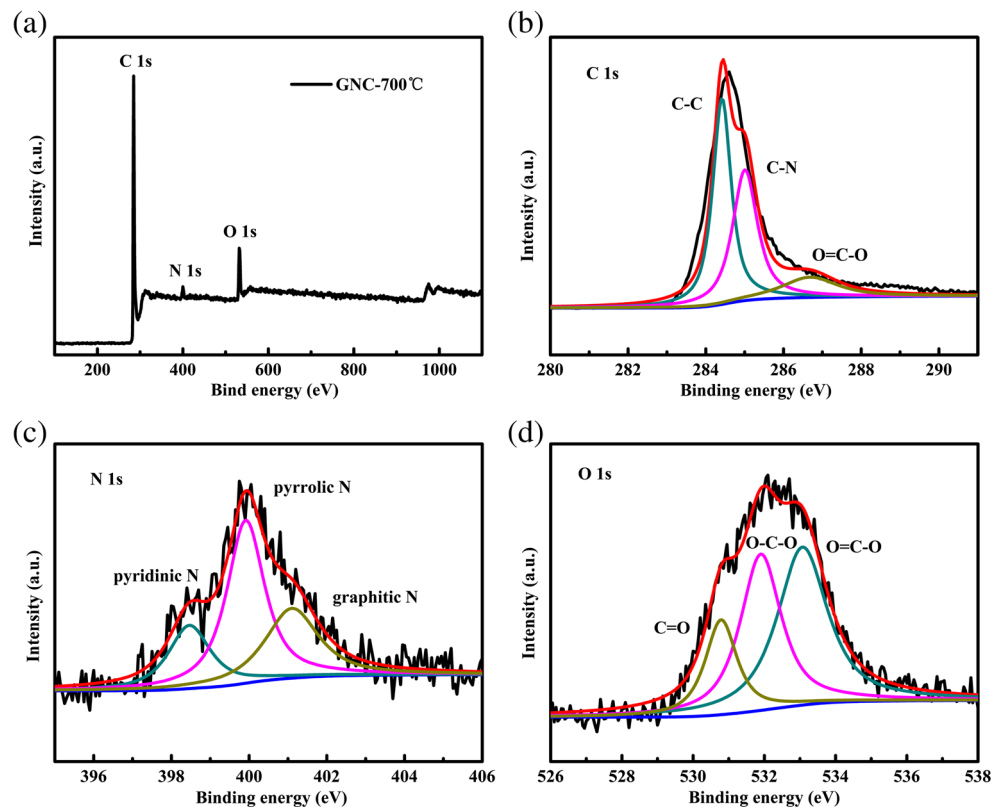 (a)
C 1s
GNC-700℃
N 1s
O 1s
Intensity (a.u.)
200 400 600 800 1000
Bind energy (eV)
(b)
C 1s
C-C
C-N
O=C-O
Intensity (a.u.)
280 282 284 286 288 290
Binding energy (eV)
(c)
N 1s
pyrrolic N
pyridinic N
graphitic N
Intensity (a.u.)
396 398 400 402 404 406
Binding energy (eV)
(d)
O 1s
O-C-O
O=C-O
C=O
Intensity (a.u.)
526 528 530 532 534 536 538
Binding energy (eV)